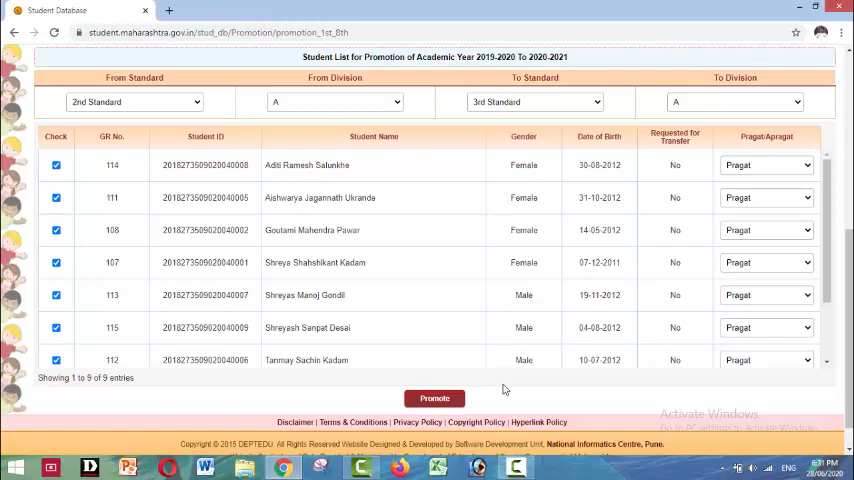 Student Database
student.maharashtra.gov.in/stud_db/Promotion/promotion_1st_8th
Student List for Promotion of Academic Year 2019-2020 To 2020-2021
From Standard From Division To Standard To Division
2nd Standard A 3rd Standard A
Check GR No. Student ID Student Name Gender Date of Birth Requested for Transfer Pragat/Apragat
114 2018273509020040008 Aditi Ramesh Salunkhe Female 30-08-2012 No Pragat
111 2018273509020040005 Aishwarya Jagannath Ukrande Female 31-10-2012 No Pragat
108 2018273509020040002 Goutami Mahendra Pawar Female 14-05-2012 No Pragat
107 2018273509020040001 Shreya Shahshikant Kadam Female 07-12-2011 No Pragat
113 2018273509020040007 Shreyas Manoj Gondil Male 19-11-2012 No Pragat
115 2018273509020040009 Shreyash Sanpat Desai Male 04-08-2012 No Pragat
112 2018273509020040006 Tanmay Sachin Kadam Male 10-07-2012 No Pragat
Showing 1 to 9 of 9 entries
Promote
Activate Windows
Go to PC settings to activate Windows.
Disclaimer | Terms & Conditions | Privacy Policy | Copyright Policy | Hyperlink Policy
Copyright © 2015 DEPTEDU. All Rights Reserved Website Designed & Developed by Software Development Unit, National Informatics Centre, Pune.
ENG 6:31 PM
28/06/2020